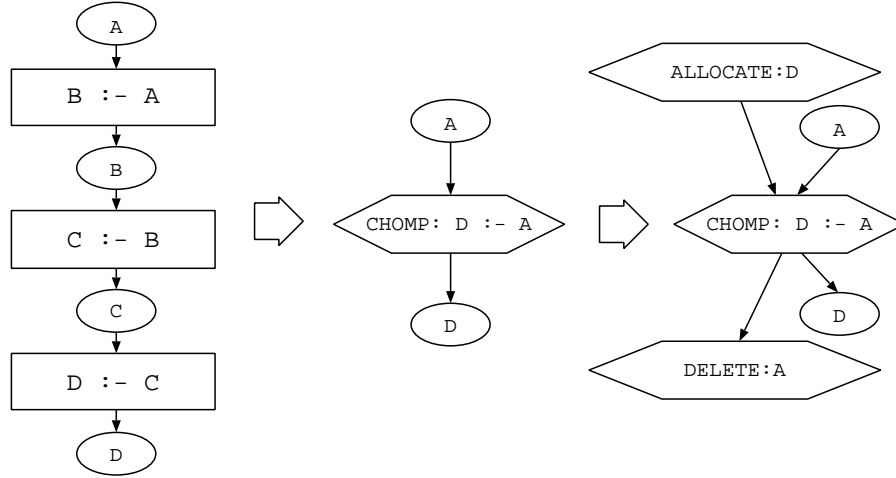 A
B :- A
B
C :- B
C
D :- C
D
A
CHOMP: D :- A
D
ALLOCATE:D
A
CHOMP: D :- A
D
DELETE:A